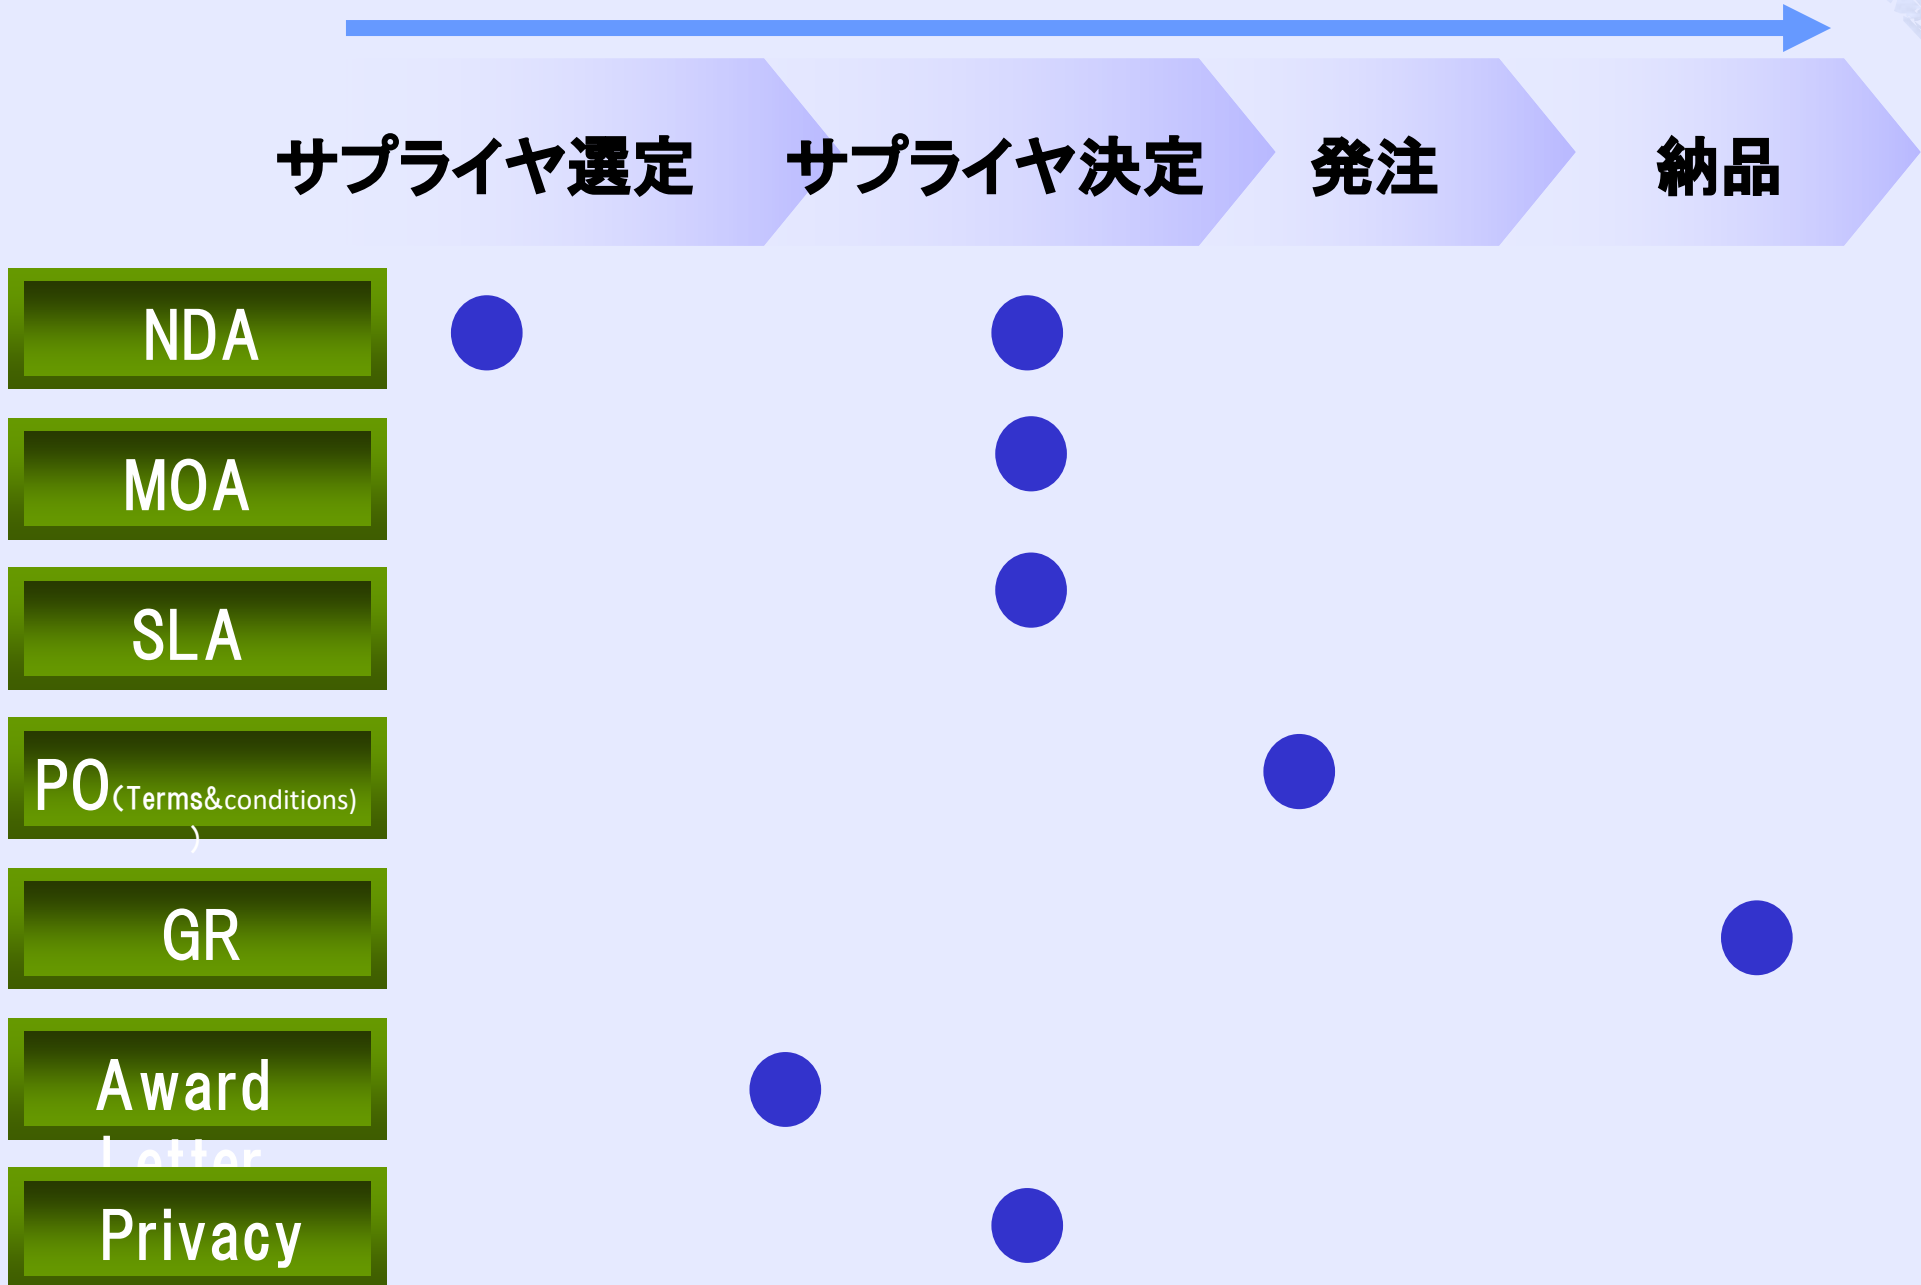 サプライヤ選定 サプライヤ決定 発注 納品
NDA
MOA
SLA
PO(Terms&conditions)
)
GR
Award
Letter
Privacy